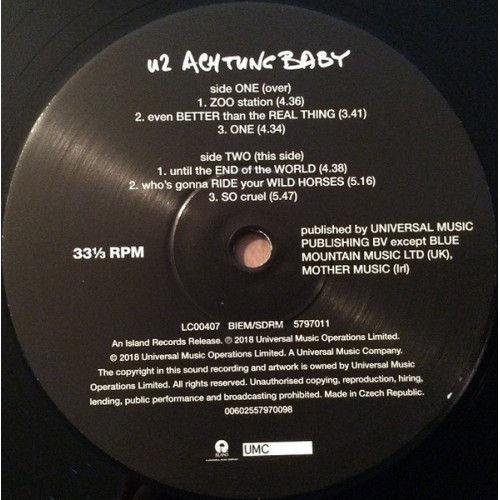 U2 ACHTUNG BABY
side ONE (over)
1. ZOO station (4.36)
2. even BETTER than the REAL THING (3.41)
3. ONE (4.34)
side TWO (this side)
1. until the END of the WORLD (4.38)
2. who's gonna RIDE your WILD HORSES (5.16)
3. SO cruel (5.47)
33⅓ RPM
published by UNIVERSAL MUSIC
PUBLISHING BV except BLUE
MOUNTAIN MUSIC LTD (UK),
MOTHER MUSIC (Irl)
LC00407 BIEM/SDRM 5797011
An Island Records Release. ℗ 2018 Universal Music Operations Limited.
© 2018 Universal Music Operations Limited. A Universal Music Company.
The copyright in this sound recording and artwork is owned by Universal Music
Operations Limited. All rights reserved. Unauthorised copying, reproduction, hiring,
lending, public performance and broadcasting prohibited. Made in Czech Republic.
00602557970098
ISLAND
UMC